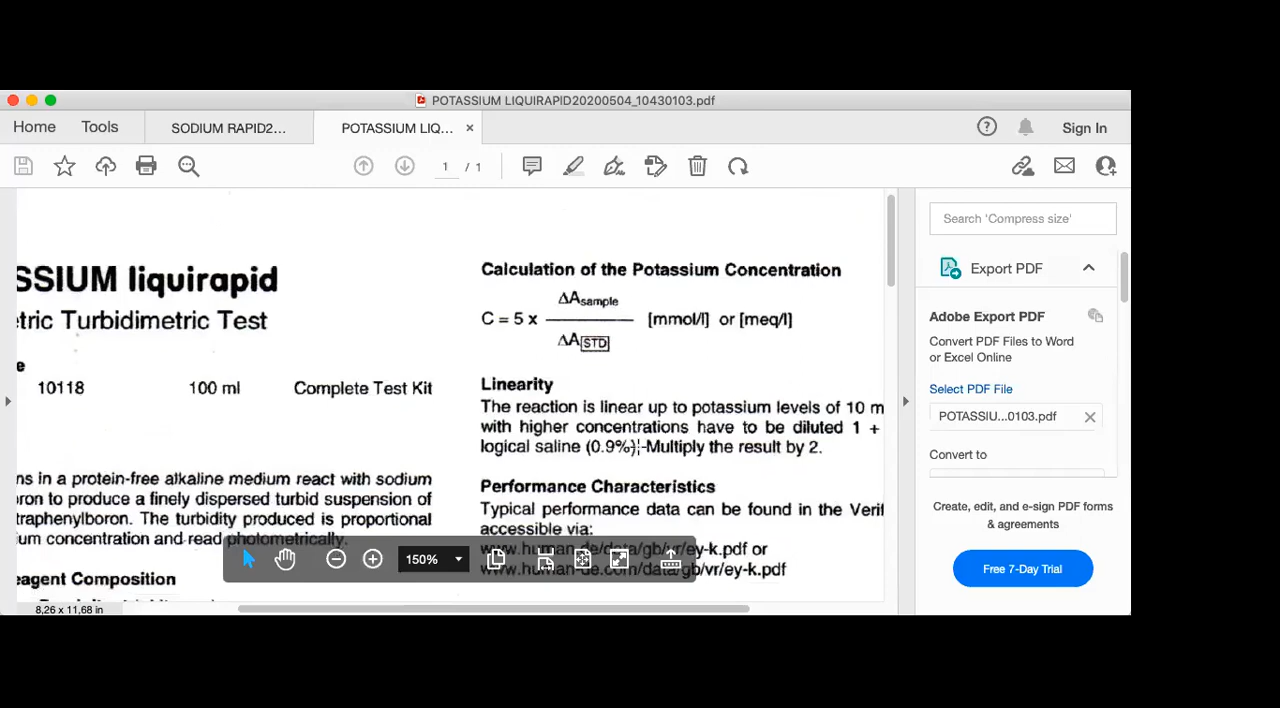 POTASSIUM LIQUIRAPID20200504_10430103.pdf
Home Tools SODIUM RAPID2... POTASSIUM LIQ... × ? Sign In
1 / 1
Search 'Compress size'
SSIUM liquirapid
tric Turbidimetric Test
e
10118 100 ml Complete Test Kit
ns in a protein-free alkaline medium react with sodium
ron to produce a finely dispersed turbid suspension of
traphenylboron. The turbidity produced is proportional
um concentration and read photometrically.
eagent Composition
Calculation of the Potassium Concentration
ΔAsample
C = 5 x [mmol/l] or [meq/l]
ΔASTD
Linearity
The reaction is linear up to potassium levels of 10 m
with higher concentrations have to be diluted 1 +
logical saline (0.9%). Multiply the result by 2.
Performance Characteristics
Typical performance data can be found in the Verif
accessible via:
www.human-de/data/gb/vr/ey-k.pdf or
www.human-de.com/data/gb/vr/ey-k.pdf
150%
8,26 x 11,68 in
Export PDF
Adobe Export PDF
Convert PDF Files to Word
or Excel Online
Select PDF File
POTASSIU...0103.pdf ×
Convert to
Create, edit, and e-sign PDF forms
& agreements
Free 7-Day Trial